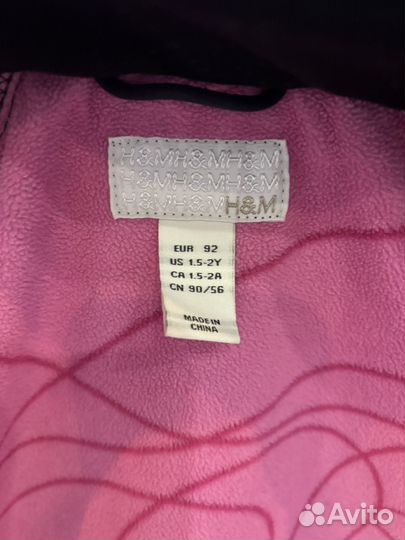 H&MH&MH&M
H&MH&MH&M
H&MH&MH&M
EUR 92
US 1.5-2Y
CA 1.5-2A
CN 90/56
MADE IN
CHINA
Avito